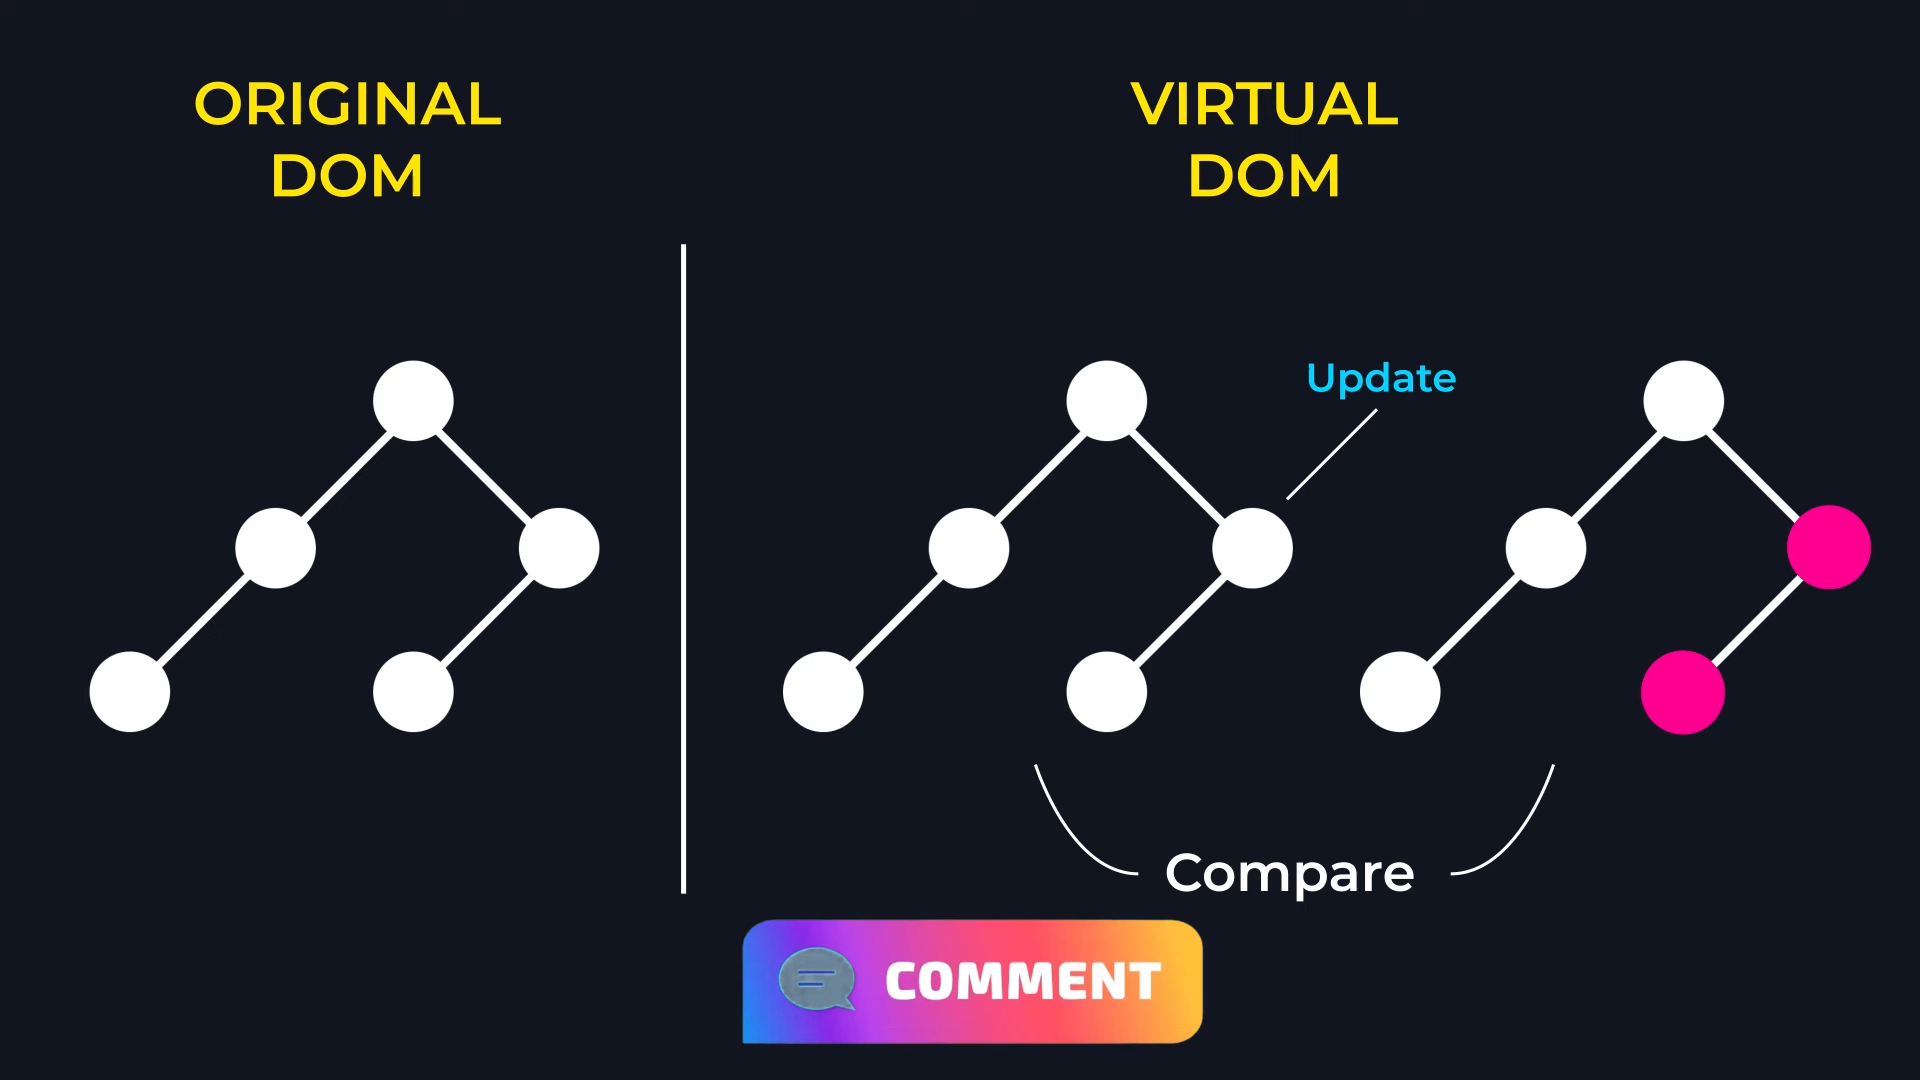 ORIGINAL
DOM
VIRTUAL
DOM
Update
Compare
COMMENT